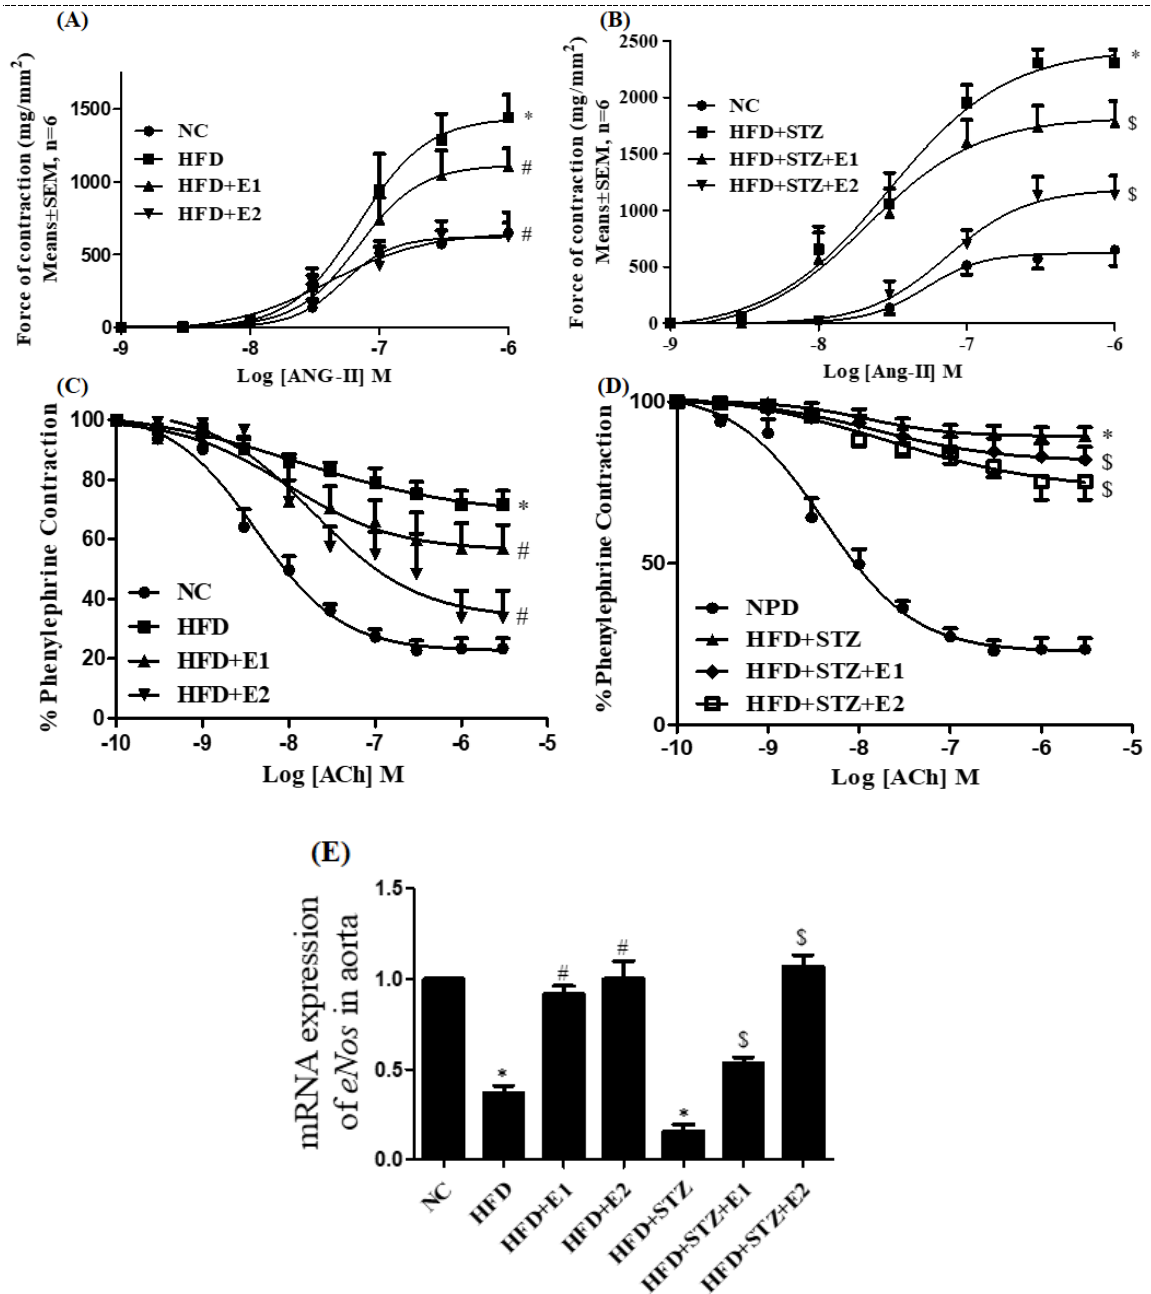 (A)
Force of contraction (mg/mm²)
Means±SEM, n=6
1500
1000
500
0
NC
HFD
HFD+E1
HFD+E2
*
#
#
-9
-8
-7
-6
Log [ANG-II] M
(B)
Force of contraction (mg/mm²)
Means±SEM, n=6
2500
2000
1500
1000
500
0
NC
HFD+STZ
HFD+STZ+E1
HFD+STZ+E2
*
$
$
-9
-8
-7
-6
Log [Ang-II] M
(C)
% Phenylephrine Contraction
100
80
60
40
20
0
NC
HFD
HFD+E1
HFD+E2
*
#
#
-10
-9
-8
-7
-6
-5
Log [ACh] M
(D)
% Phenylephrine Contraction
100
50
0
NPD
HFD+STZ
HFD+STZ+E1
HFD+STZ+E2
*
$
$
-10
-9
-8
-7
-6
-5
Log [ACh] M
(E)
mRNA expression
of eNos in aorta
1.5
1.0
0.5
0.0
*
#
#
*
$
$
NC
HFD
HFD+E1
HFD+E2
HFD+STZ
HFD+STZ+E1
HFD+STZ+E2